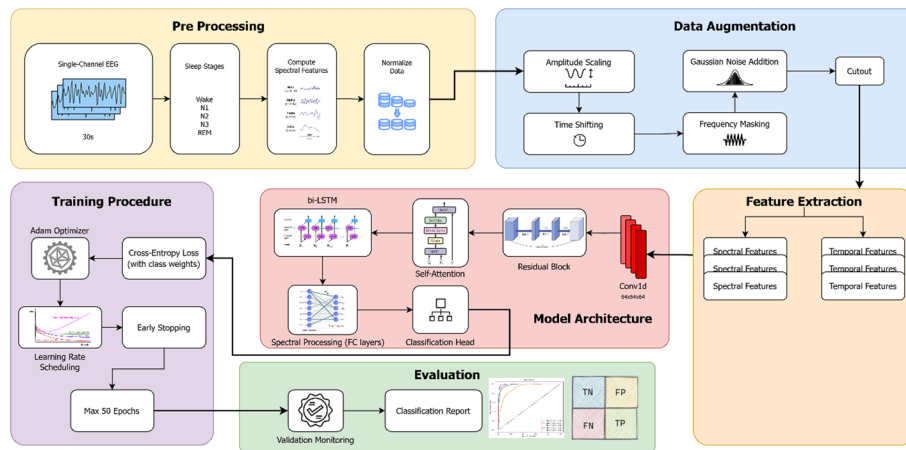 Pre Processing
Single-Channel EEG
30s
Sleep Stages
Wake
N1
N2
N3
REM
Compute
Spectral Features
Normalize
Data
Data Augmentation
Amplitude Scaling
Time Shifting
Gaussian Noise Addition
Frequency Masking
Cutout
Training Procedure
Adam Optimizer
Cross-Entropy Loss
(with class weights)
Learning Rate
Scheduling
Early Stopping
Max 50 Epochs
bi-LSTM
Self-Attention
Residual Block
Conv1d
64x64x64
Spectral Processing (FC layers)
Classification Head
Model Architecture
Feature Extraction
Spectral Features
Spectral Features
Spectral Features
Temporal Features
Temporal Features
Temporal Features
Evaluation
Validation Monitoring
Classification Report
TN
FP
FN
TP